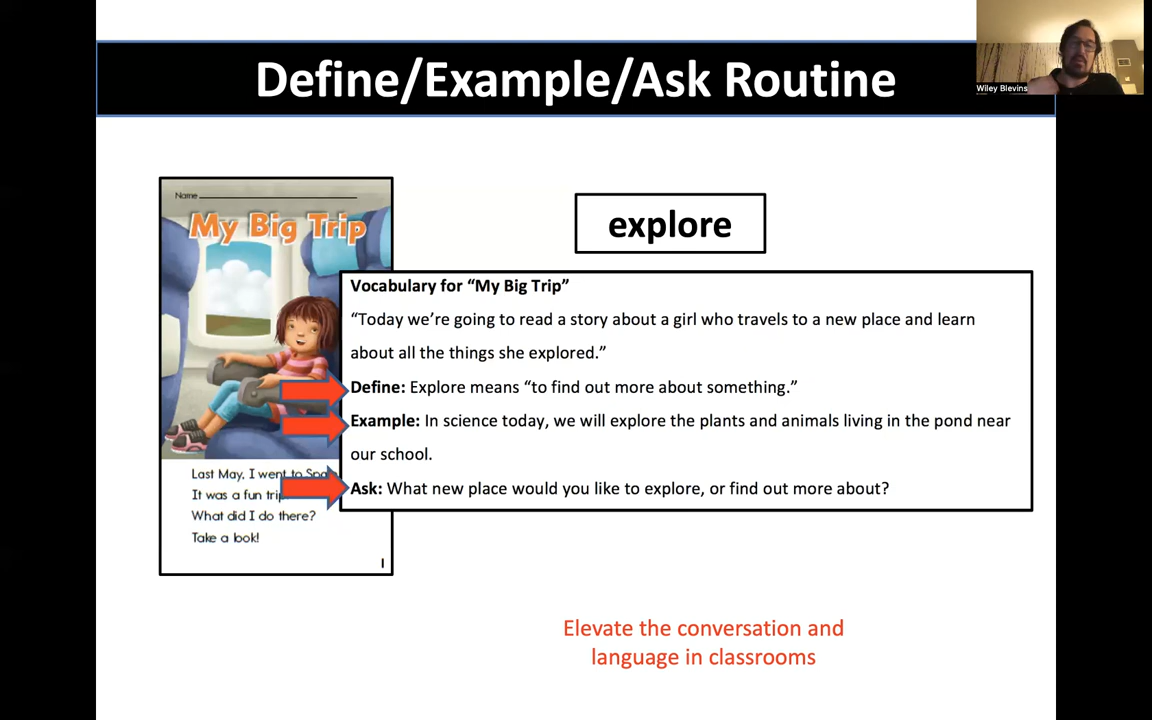 Wiley Blevins
Define/Example/Ask Routine
Name
My Big Trip
explore
Vocabulary for “My Big Trip”
“Today we’re going to read a story about a girl who travels to a new place and learn
about all the things she explored.”
Define: Explore means “to find out more about something.”
Example: In science today, we will explore the plants and animals living in the pond near
our school.
Ask: What new place would you like to explore, or find out more about?
Last May, I went to
It was a fun
What did I do there?
Take a look!
1
Elevate the conversation and
language in classrooms